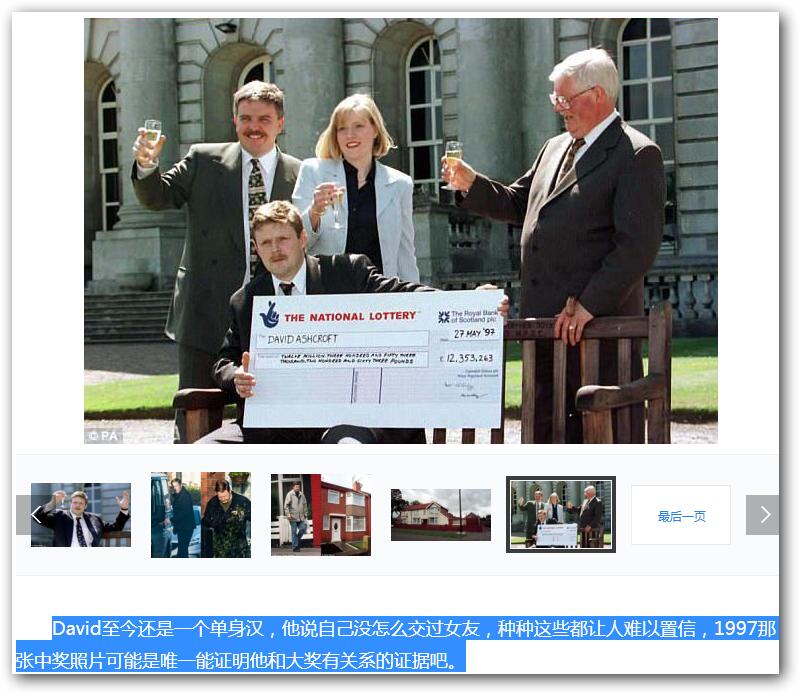 THE NATIONAL LOTTERY
The Royal Bank
of Scotland plc
27 MAY '97
DAVID ASHCROFT
TWELVE MILLION, THREE HUNDRED AND FIFTY THREE
THOUSAND, TWO HUNDRED AND SIXTY THREE POUNDS
£ 12,353,263
© PA
最后一页
David至今还是一个单身汉，他说自己没怎么交过女友，种种这些都让人难以置信，1997那
张中奖照片可能是唯一能证明他和大奖有关系的证据吧。